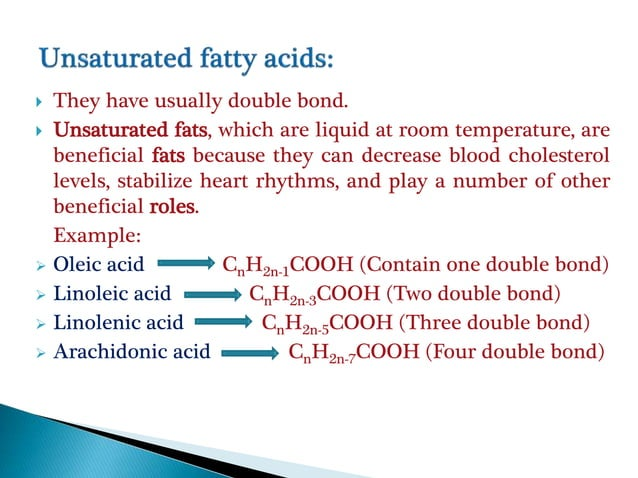 Unsaturated fatty acids:
They have usually double bond.
Unsaturated fats, which are liquid at room temperature, are
beneficial fats because they can decrease blood cholesterol
levels, stabilize heart rhythms, and play a number of other
beneficial roles.
Example:
Oleic acid CnH2n-1COOH (Contain one double bond)
Linoleic acid CnH2n-3COOH (Two double bond)
Linolenic acid CnH2n-5COOH (Three double bond)
Arachidonic acid CnH2n-7COOH (Four double bond)